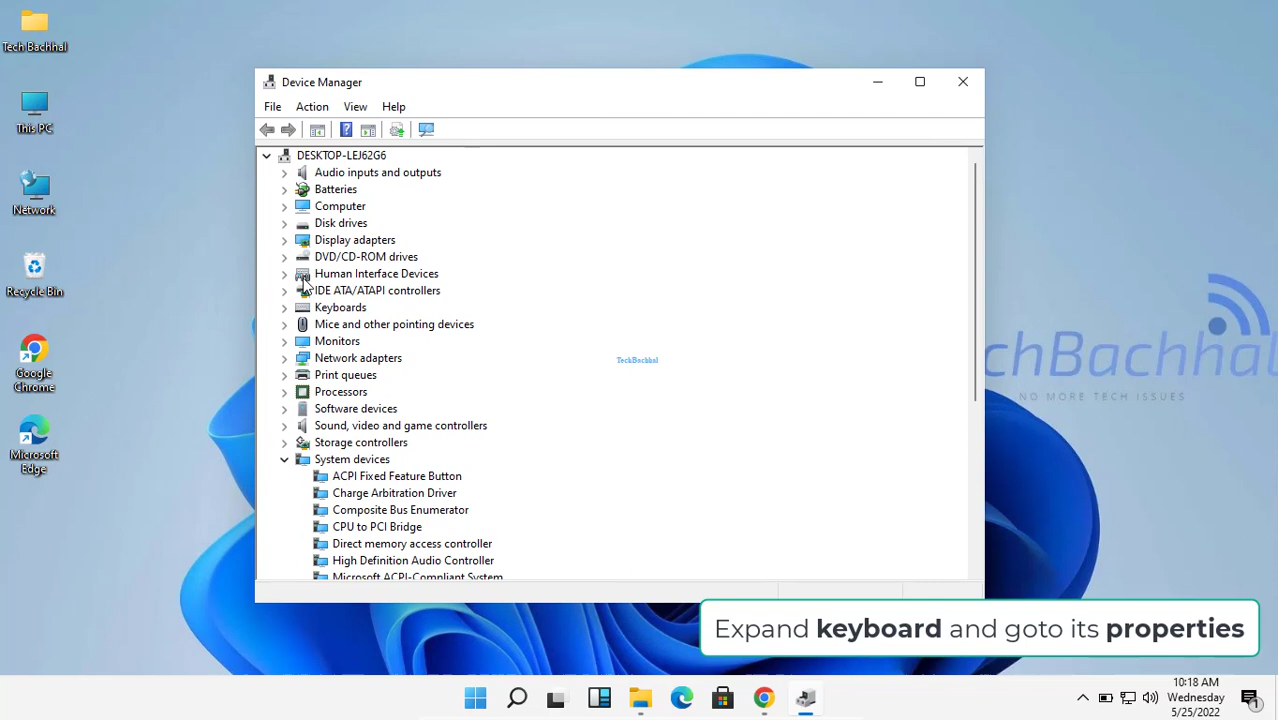 Tech Bachhal
This PC
Network
Recycle Bin
Google
Chrome
Microsoft
Edge
Device Manager
File Action View Help
DESKTOP-LEJ62G6
Audio inputs and outputs
Batteries
Computer
Disk drives
Display adapters
DVD/CD-ROM drives
Human Interface Devices
IDE ATA/ATAPI controllers
Keyboards
Mice and other pointing devices
Monitors
Network adapters
Print queues
Processors
Software devices
Sound, video and game controllers
Storage controllers
System devices
ACPI Fixed Feature Button
Charge Arbitration Driver
Composite Bus Enumerator
CPU to PCI Bridge
Direct memory access controller
High Definition Audio Controller
Microsoft ACPI-Compliant System
TechBachhal
chBachhal
NO MORE TECH ISSUES
Expand keyboard and goto its properties
10:18 AM
Wednesday
5/25/2022
1